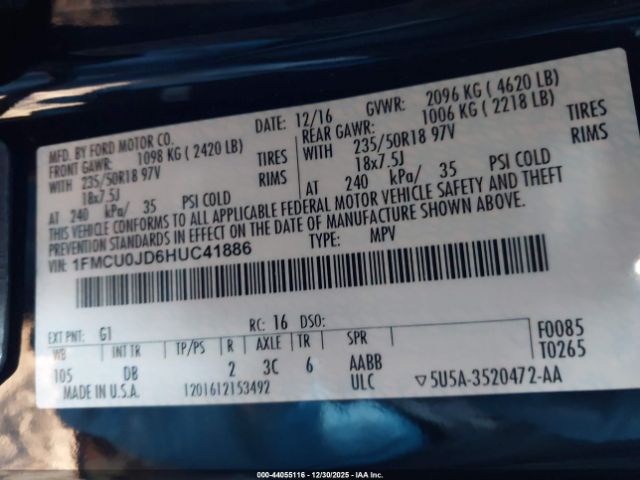 MFD. BY FORD MOTOR CO.
DATE: 12/16 GVWR: 2096 KG ( 4620 LB)
FRONT GAWR: 1098 KG ( 2420 LB)
REAR GAWR: 1006 KG ( 2218 LB)
WITH 235/50R18 97V TIRES
WITH 235/50R18 97V TIRES
18x7.5J RIMS
18x7.5J RIMS
AT 240 kPa/ 35 PSI COLD
AT 240 kPa/ 35 PSI COLD
THIS VEHICLE CONFORMS TO ALL APPLICABLE FEDERAL MOTOR VEHICLE SAFETY AND THEFT
PREVENTION STANDARDS IN EFFECT ON THE DATE OF MANUFACTURE SHOWN ABOVE.
VIN: 1FMCU0JD6HUC41886 TYPE: MPV
EXT PNT: G1 RC: 16 DSO: F0085
WB INT TR TP/PS R AXLE TR SPR T0265
105 DB 2 3C 6 AABB
MADE IN U.S.A. 1201612153492 ULC ▽5U5A-3520472-AA
000-44055116 - 12/30/2025 - IAA Inc.